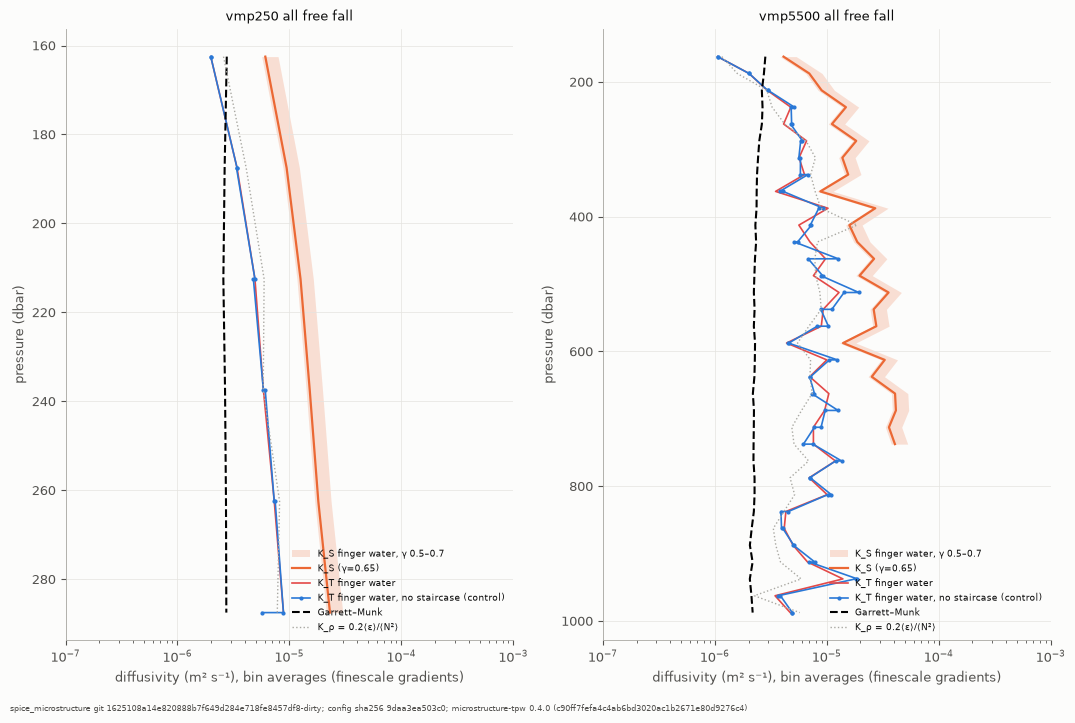 vmp250 all free fall
160
180
200
220
240
260
280
pressure (dbar)
10⁻⁷
10⁻⁶
10⁻⁵
10⁻⁴
10⁻³
diffusivity (m² s⁻¹), bin averages (finescale gradients)
K_S finger water, γ 0.5–0.7
K_S (γ=0.65)
K_T finger water
K_T finger water, no staircase (control)
Garrett–Munk
K_ρ = 0.2⟨ε⟩/⟨N²⟩
vmp5500 all free fall
200
400
600
800
1000
pressure (dbar)
10⁻⁷
10⁻⁶
10⁻⁵
10⁻⁴
10⁻³
diffusivity (m² s⁻¹), bin averages (finescale gradients)
K_S finger water, γ 0.5–0.7
K_S (γ=0.65)
K_T finger water
K_T finger water, no staircase (control)
Garrett–Munk
K_ρ = 0.2⟨ε⟩/⟨N²⟩
spice_microstructure git 1625108a14e820888b7f649d284e718fe8457df8-dirty; config sha256 9daa3ea503c0; microstructure-tpw 0.4.0 (c90ff7fefa4c4ab6bd3020ac1b2671e80d9276c4)